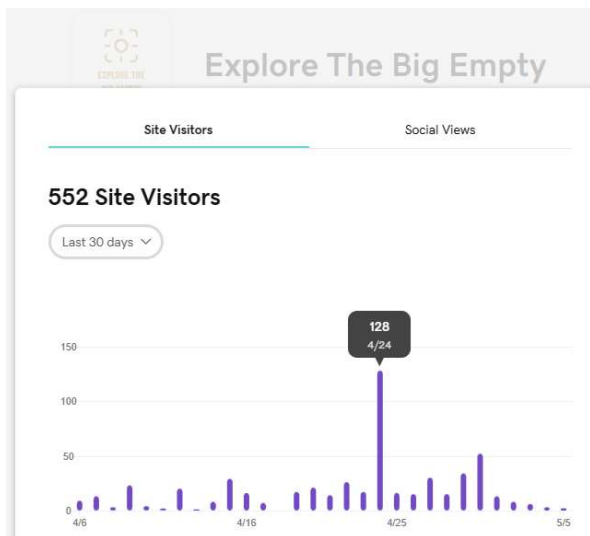 EXPLORE THE
Explore The Big Empty
Site Visitors
Social Views
552 Site Visitors
Last 30 days
128
4/24
150
100
50
0
4/6
4/16
4/25
5/5